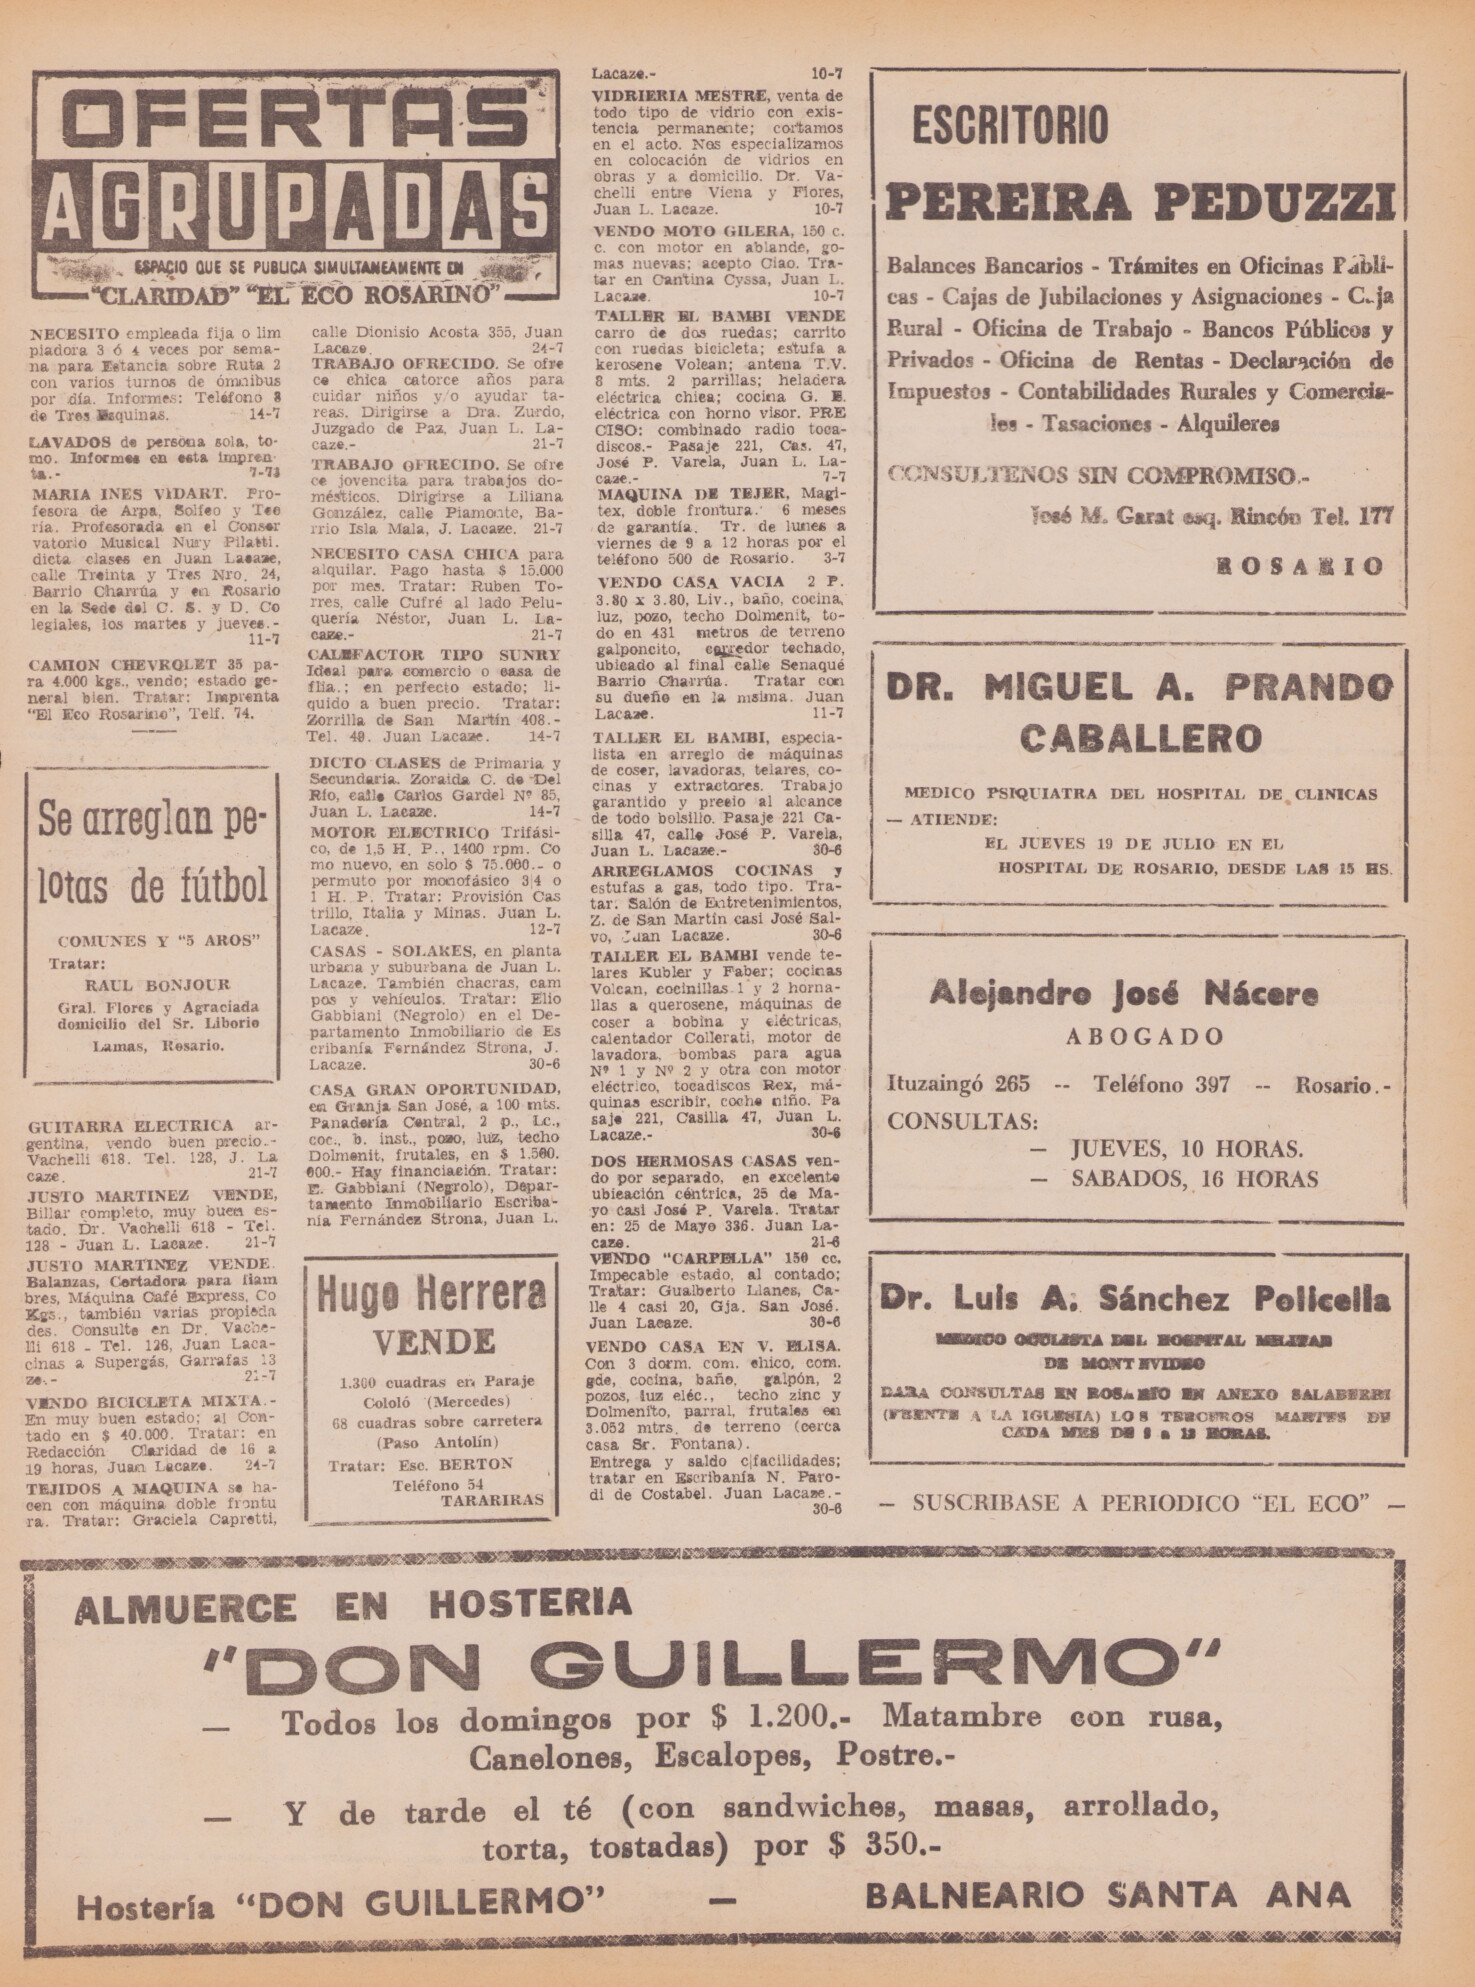 OFERTAS
AGRUPADAS
ESPACIO QUE SE PUBLICA SIMULTANEAMENTE EN
"CLARIDAD" "EL ECO ROSARINO"
NECESITO empleada fija o lim
piadora 3 ó 4 veces por sema-
na para Estancia sobre Ruta 2
con varios turnos de ómnibus
por día. Informes: Teléfono 8
de Tres Esquinas. 14-7
LAVADOS de persona sola, to-
mo. Informes en esta impren
ta.- 7-73
MARIA INES VIDART. Pro-
fesora de Arpa, Solfeo y Teo
ría. Profesorada en el Conser
vatorio Musical Nury Pilatti.
dicta clases en Juan Lacaze,
calle Treinta y Tres Nro. 24,
Barrio Charrúa y en Rosario
en la Sede del C. S. y D. Co
legiales, los martes y jueves.-
11-7
CAMION CHEVROLET 35 pa-
ra 4.000 kgs., vendo; estado ge-
neral bien. Tratar: Imprenta
"El Eco Rosarino", Telf. 74.
Se arreglan pe-
lotas de fútbol
COMUNES Y "5 AROS"
Tratar:
RAUL BONJOUR
Gral. Flores y Agraciada
domicilio del Sr. Liborio
Lamas, Rosario.
GUITARRA ELECTRICA ar-
gentina, vendo buen precio.-
Vachelli 618. Tel. 128, J. La
caze. 21-7
JUSTO MARTINEZ VENDE,
Billar completo, muy buen es-
tado. Dr. Vachelli 618 - Tel.
128 - Juan L. Lacaze. 21-7
JUSTO MARTINEZ VENDE.
Balanzas, Cortadora para fiam
bres, Máquina Café Express, Co
Kgs., también varias propieda
des. Consulte en Dr. Vache-
lli 618 - Tel. 126, Juan Laca-
cinas a Supergás, Garrafas 13
ze.- 21-7
VENDO BICICLETA MIXTA.-
En muy buen estado; al Con-
tado en $ 40.000. Tratar: en
Redacción Claridad de 16 a
19 horas, Juan Lacaze. 24-7
TEJIDOS A MAQUINA se ha-
cen con máquina doble frontu
ra. Tratar: Graciela Capretti,
calle Dionisio Acosta 355, Juan
Lacaze. 24-7
TRABAJO OFRECIDO. Se ofre
ce chica catorce años para
cuidar niños y/o ayudar ta-
reas. Dirigirse a Dra. Zurdo,
Juzgado de Paz, Juan L. La-
caze.- 21-7
TRABAJO OFRECIDO. Se ofre
ce jovencita para trabajos do-
mésticos. Dirigirse a Liliana
González, calle Piamonte, Ba-
rrio Isla Mala, J. Lacaze. 21-7
NECESITO CASA CHICA para
alquilar. Pago hasta $ 15.000
por mes. Tratar: Ruben To-
rres, calle Cufré al lado Pelu-
quería Néstor, Juan L. La-
caze.- 21-7
CALEFACTOR TIPO SUNRY
Ideal para comercio o casa de
flia.; en perfecto estado; li-
quido a buen precio. Tratar:
Zorrilla de San Martín 408.-
Tel. 49. Juan Lacaze. 14-7
DICTO CLASES de Primaria y
Secundaria. Zoraida C. de Del
Río, calle Carlos Gardel Nº 85,
Juan L. Lacaze. 14-7
MOTOR ELECTRICO Trifási-
co, de 1,5 H. P., 1400 rpm. Co
mo nuevo, en solo $ 75.000.- o
permuto por monofásico 3|4 o
1 H. P. Tratar: Provisión Cas
trillo, Italia y Minas. Juan L.
Lacaze. 12-7
CASAS - SOLARES, en planta
urbana y suburbana de Juan L.
Lacaze. También chacras, cam
pos y vehículos. Tratar: Elio
Gabbiani (Negrolo) en el De-
partamento Inmobiliario de Es
cribanía Fernández Strona, J.
Lacaze. 30-6
CASA GRAN OPORTUNIDAD,
en Granja San José, a 100 mts.
Panadería Central, 2 p., Lc.,
coc., b. inst., pozo, luz, techo
Dolmenit, frutales, en $ 1.500.
000.- Hay financiación. Tratar:
E. Gabbiani (Negrolo), Depar-
tamento Inmobiliario Escriba-
nía Fernández Strona, Juan L.
Hugo Herrera
VENDE
1.300 cuadras en Paraje
Cololó (Mercedes)
68 cuadras sobre carretera
(Paso Antolín)
Tratar: Esc. BERTON
Teléfono 54
TARARIRAS
Lacaze.- 10-7
VIDRIERIA MESTRE, venta de
todo tipo de vidrio con exis-
tencia permanente; cortamos
en el acto. Nos especializamos
en colocación de vidrios en
obras y a domicilio. Dr. Va-
chelli entre Viena y Flores,
Juan L. Lacaze. 10-7
VENDO MOTO GILERA, 150 c.
c. con motor en ablande, go-
mas nuevas; acepto Ciao. Tra-
tar en Cantina Cyssa, Juan L.
Lacaze. 10-7
TALLER EL BAMBI VENDE
carro de dos ruedas; carrito
con ruedas bicicleta; estufa a
kerosene Volcan; antena T.V.
8 mts. 2 parrillas; heladera
eléctrica chica; cocina G. E.
eléctrica con horno visor. PRE
CISO: combinado radio toca-
discos.- Pasaje 221, Cas. 47,
José P. Varela, Juan L. La-
caze.- 7-7
MAQUINA DE TEJER, Magi-
tex, doble frontura. 6 meses
de garantía. Tr. de lunes a
viernes de 9 a 12 horas por el
teléfono 500 de Rosario. 3-7
VENDO CASA VACIA 2 P.
3.80 x 3.80, Liv., baño, cocina,
luz, pozo, techo Dolmenit, to-
do en 431 metros de terreno
galponcito, corredor techado,
ubicado al final calle Senaqué
Barrio Charrúa. Tratar con
su dueño en la msima. Juan
Lacaze. 11-7
TALLER EL BAMBI, especia-
lista en arreglo de máquinas
de coser, lavadoras, telares, co-
cinas y extractores. Trabajo
garantido y precio al alcance
de todo bolsillo. Pasaje 221 Ca-
silla 47, calle José P. Varela,
Juan L. Lacaze.- 30-6
ARREGLAMOS COCINAS y
estufas a gas, todo tipo. Tra-
tar: Salón de Entretenimientos,
Z. de San Martín casi José Sal-
vo, Juan Lacaze. 30-6
TALLER EL BAMBI vende te-
lares Kubler y Faber; cocinas
Volcan, cocinillas 1 y 2 horna-
llas a querosene, máquinas de
coser a bobina y eléctricas,
calentador Collerati, motor de
lavadora, bombas para agua
Nº 1 y Nº 2 y otra con motor
eléctrico, tocadiscos Rex, má-
quinas escribir, coche niño. Pa
saje 221, Casilla 47, Juan L.
Lacaze.- 30-6
DOS HERMOSAS CASAS ven-
do por separado, en excelente
ubicación céntrica, 25 de Ma-
yo casi José P. Varela. Tratar
en: 25 de Mayo 336. Juan La-
caze. 21-6
VENDO "CARPELLA" 150 cc.
Impecable estado, al contado;
Tratar: Gualberto Llanes, Ca-
lle 4 casi 20, Gja. San José.
Juan Lacaze. 30-6
VENDO CASA EN V. ELISA.
Con 3 dorm. com. chico, com.
gde, cocina, baño, galpón, 2
pozos, luz eléc., techo zinc y
Dolmenito, parral, frutales en
3.052 mtrs. de terreno (cerca
casa Sr. Fontana).
Entrega y saldo c|facilidades;
tratar en Escribanía N. Paro-
di de Costabel. Juan Lacaze.-
30-6
ESCRITORIO
PEREIRA PEDUZZI
Balances Bancarios - Trámites en Oficinas Públi-
cas - Cajas de Jubilaciones y Asignaciones - Caja
Rural - Oficina de Trabajo - Bancos Públicos y
Privados - Oficina de Rentas - Declaración de
Impuestos - Contabilidades Rurales y Comercia-
les - Tasaciones - Alquileres
CONSULTENOS SIN COMPROMISO.-
José M. Garat esq. Rincón Tel. 177
ROSARIO
DR. MIGUEL A. PRANDO
CABALLERO
MEDICO PSIQUIATRA DEL HOSPITAL DE CLINICAS
— ATIENDE:
EL JUEVES 19 DE JULIO EN EL
HOSPITAL DE ROSARIO, DESDE LAS 15 HS.
Alejandro José Nácere
ABOGADO
Ituzaingó 265 -- Teléfono 397 -- Rosario.-
CONSULTAS:
— JUEVES, 10 HORAS.
— SABADOS, 16 HORAS
Dr. Luis A. Sánchez Policella
MEDICO OCULISTA DEL HOSPITAL MILITAR
DE MONTEVIDEO
DARA CONSULTAS EN ROSARIO EN ANEXO SALABERRI
(FRENTE A LA IGLESIA) LOS TERCEROS MARTES DE
CADA MES DE 9 a 12 HORAS.
— SUSCRIBASE A PERIODICO "EL ECO" —
ALMUERCE EN HOSTERIA
"DON GUILLERMO"
— Todos los domingos por $ 1.200.- Matambre con rusa,
Canelones, Escalopes, Postre.-
— Y de tarde el té (con sandwiches, masas, arrollado,
torta, tostadas) por $ 350.-
Hostería "DON GUILLERMO" — BALNEARIO SANTA ANA